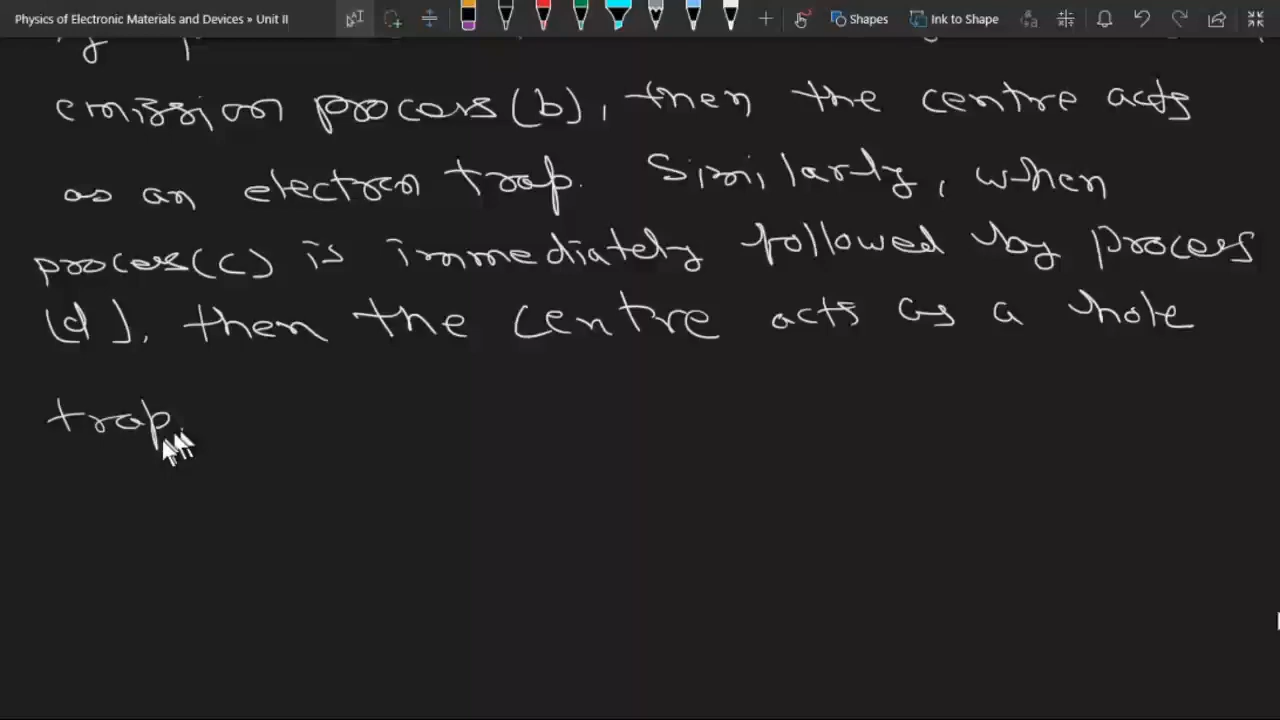 Physics of Electronic Materials and Devices » Unit II
Shapes
Ink to Shape
emission process(b), then the centre acts
as an electron trap. Similarly, when
process(c) is immediately followed by process
(d), then the centre acts as a hole
trap.